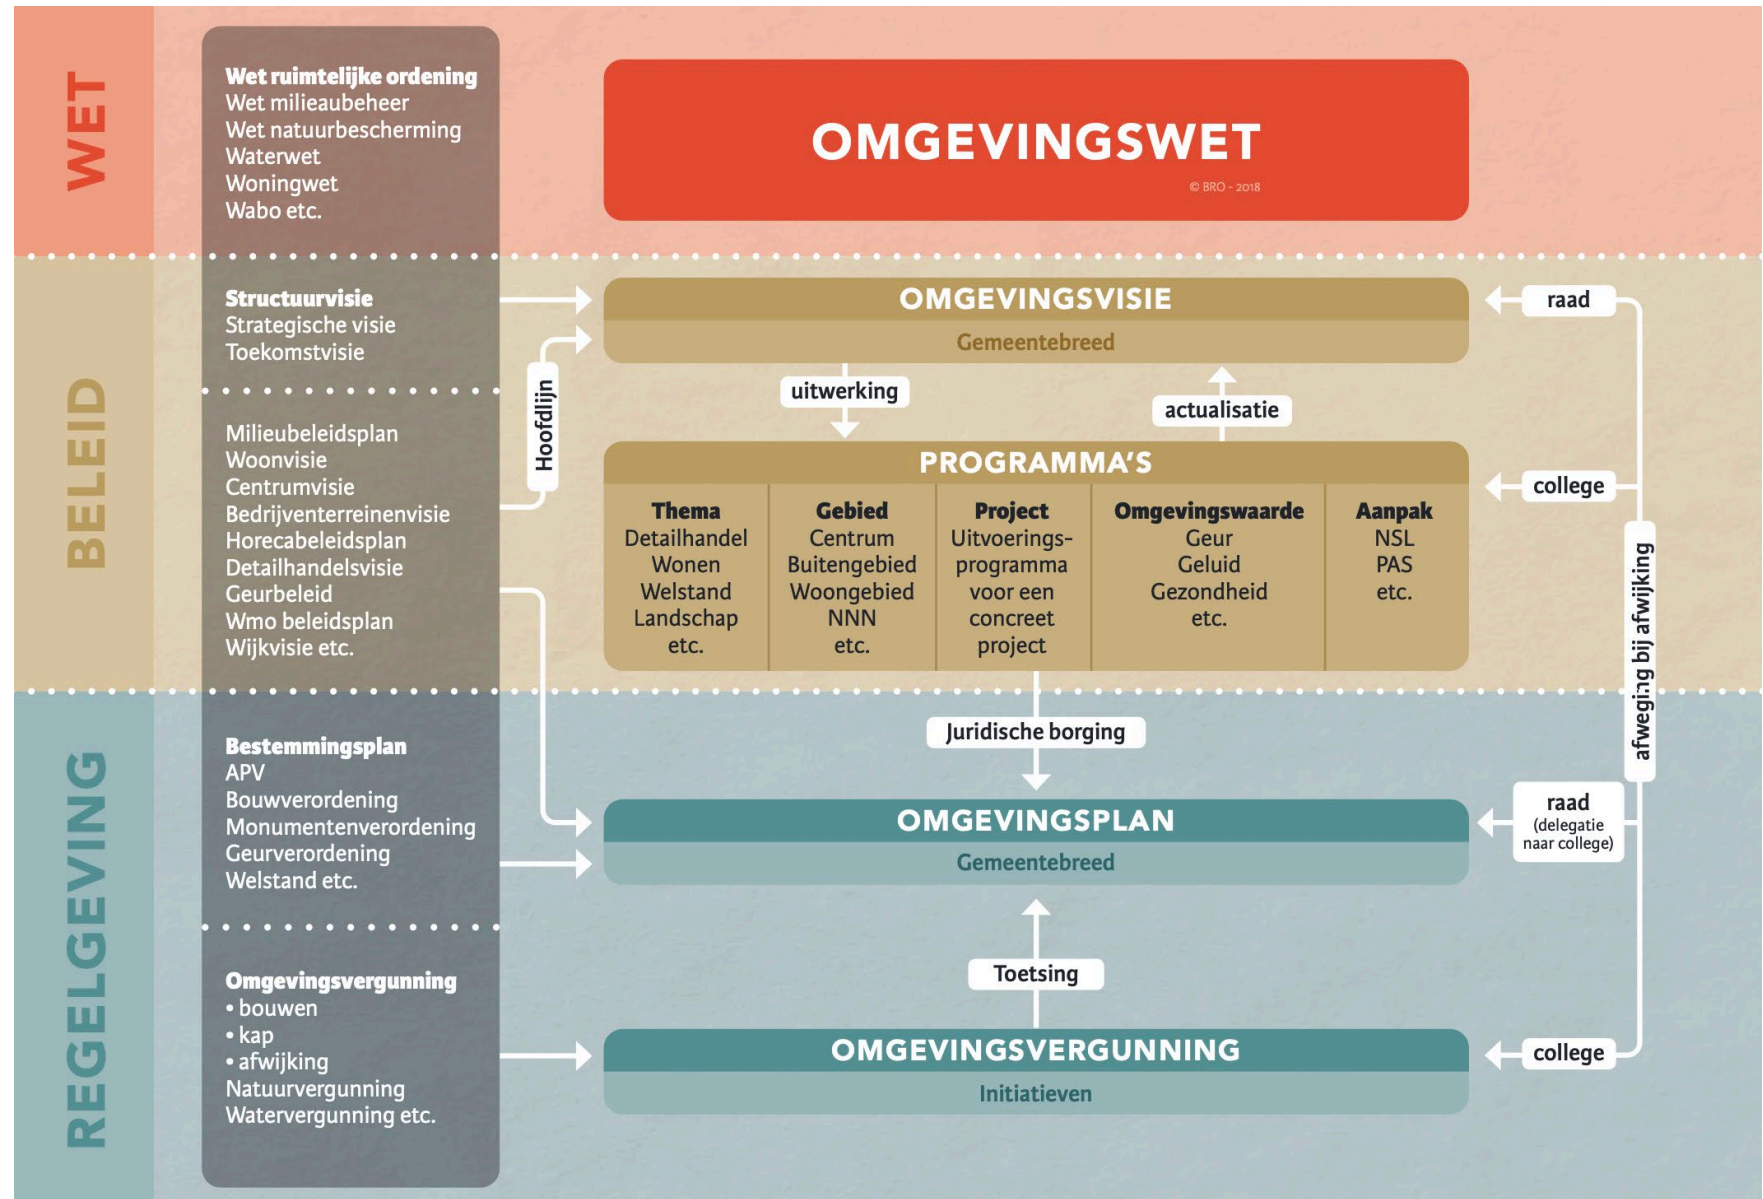 WET
Wet ruimtelijke ordening
Wet milieaubeheer
Wet natuurbescherming
Waterwet
Woningwet
Wabo etc.
OMGEVINGSWET
© BRO - 2018
BELEID
Structuurvisie
Strategische visie
Toekomstvisie
Milieubeleidsplan
Woonvisie
Centrumvisie
Bedrijventerreinenvisie
Horecabeleidsplan
Detailhandelsvisie
Geurbeleid
Wmo beleidsplan
Wijkvisie etc.
Hoofdlijn
OMGEVINGSVISIE
Gemeentebreed
uitwerking
actualisatie
PROGRAMMA'S
Thema
Detailhandel
Wonen
Welstand
Landschap
etc.
Gebied
Centrum
Buitengebied
Woongebied
NNN
etc.
Project
Uitvoerings-
programma
voor een
concreet
project
Omgevingswaarde
Geur
Geluid
Gezondheid
etc.
Aanpak
NSL
PAS
etc.
raad
college
afweging bij afwijking
REGELGEVING
Bestemmingsplan
APV
Bouwverordening
Monumentenverordening
Geurverordening
Welstand etc.
Juridische borging
OMGEVINGSPLAN
Gemeentebreed
raad
(delegatie
naar college)
Omgevingsvergunning
• bouwen
• kap
• afwijking
Natuurvergunning
Watervergunning etc.
Toetsing
OMGEVINGSVERGUNNING
Initiatieven
college